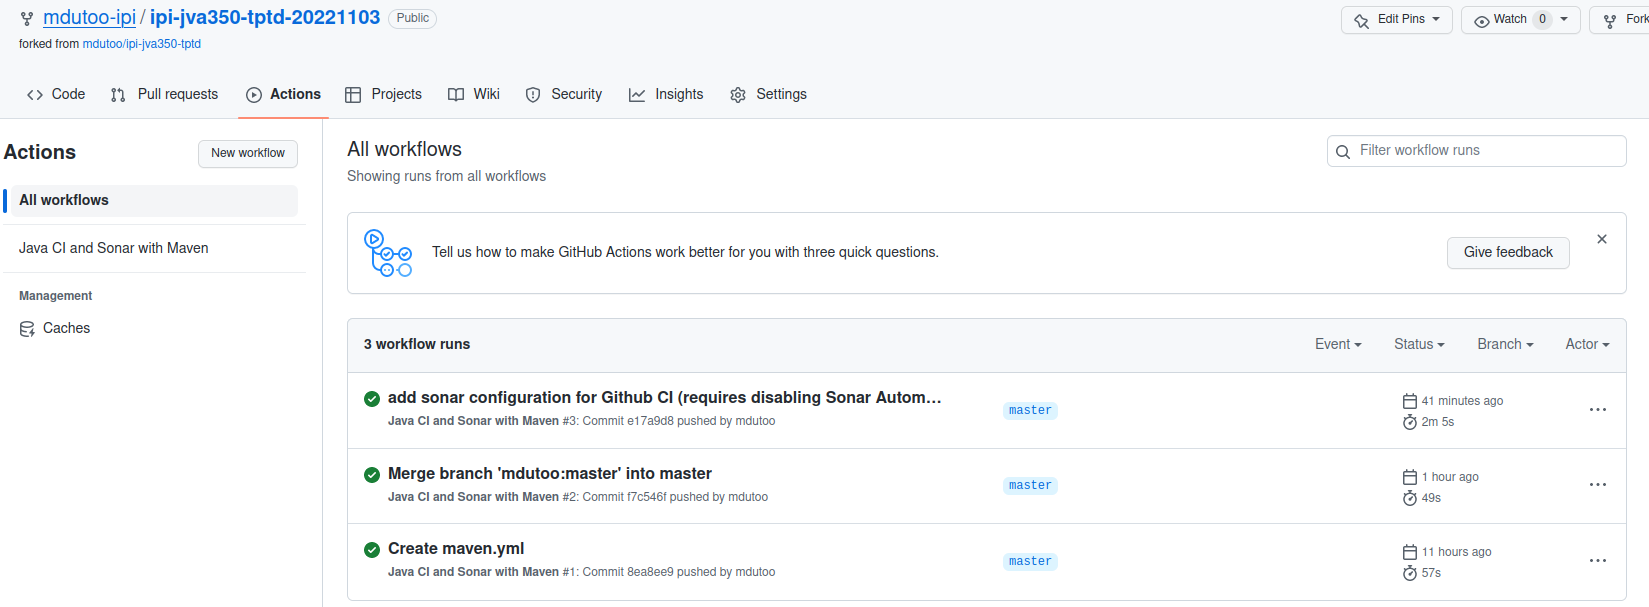 mdutoo-ipi / ipi-jva350-tptd-20221103 Public
Edit Pins Watch 0 Fork
forked from mdutoo/ipi-jva350-tptd
Code Pull requests Actions Projects Wiki Security Insights Settings
Actions
New workflow
All workflows
Java CI and Sonar with Maven
Management
Caches
All workflows
Showing runs from all workflows
Filter workflow runs
Tell us how to make GitHub Actions work better for you with three quick questions.
Give feedback
3 workflow runs
Event Status Branch Actor
add sonar configuration for Github CI (requires disabling Sonar Autom...
Java CI and Sonar with Maven #3: Commit e17a9d8 pushed by mdutoo
master
41 minutes ago
2m 5s
Merge branch 'mdutoo:master' into master
Java CI and Sonar with Maven #2: Commit f7c546f pushed by mdutoo
master
1 hour ago
49s
Create maven.yml
Java CI and Sonar with Maven #1: Commit 8ea8ee9 pushed by mdutoo
master
11 hours ago
57s